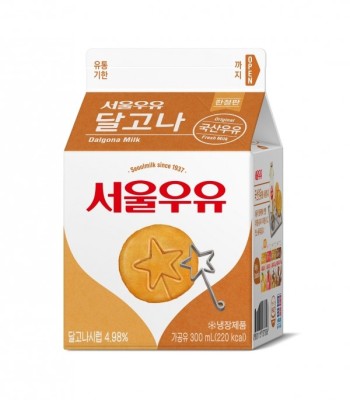 유통
기한
까
지
OPEN
서울우유
한정판
달고나
Dalgona Milk
Original
국산우유
Fresh Milk
Seoulmilk since 1937
서울우유
냉장제품
달고나시럽 4.98%
가공유 300 mL(220 kcal)